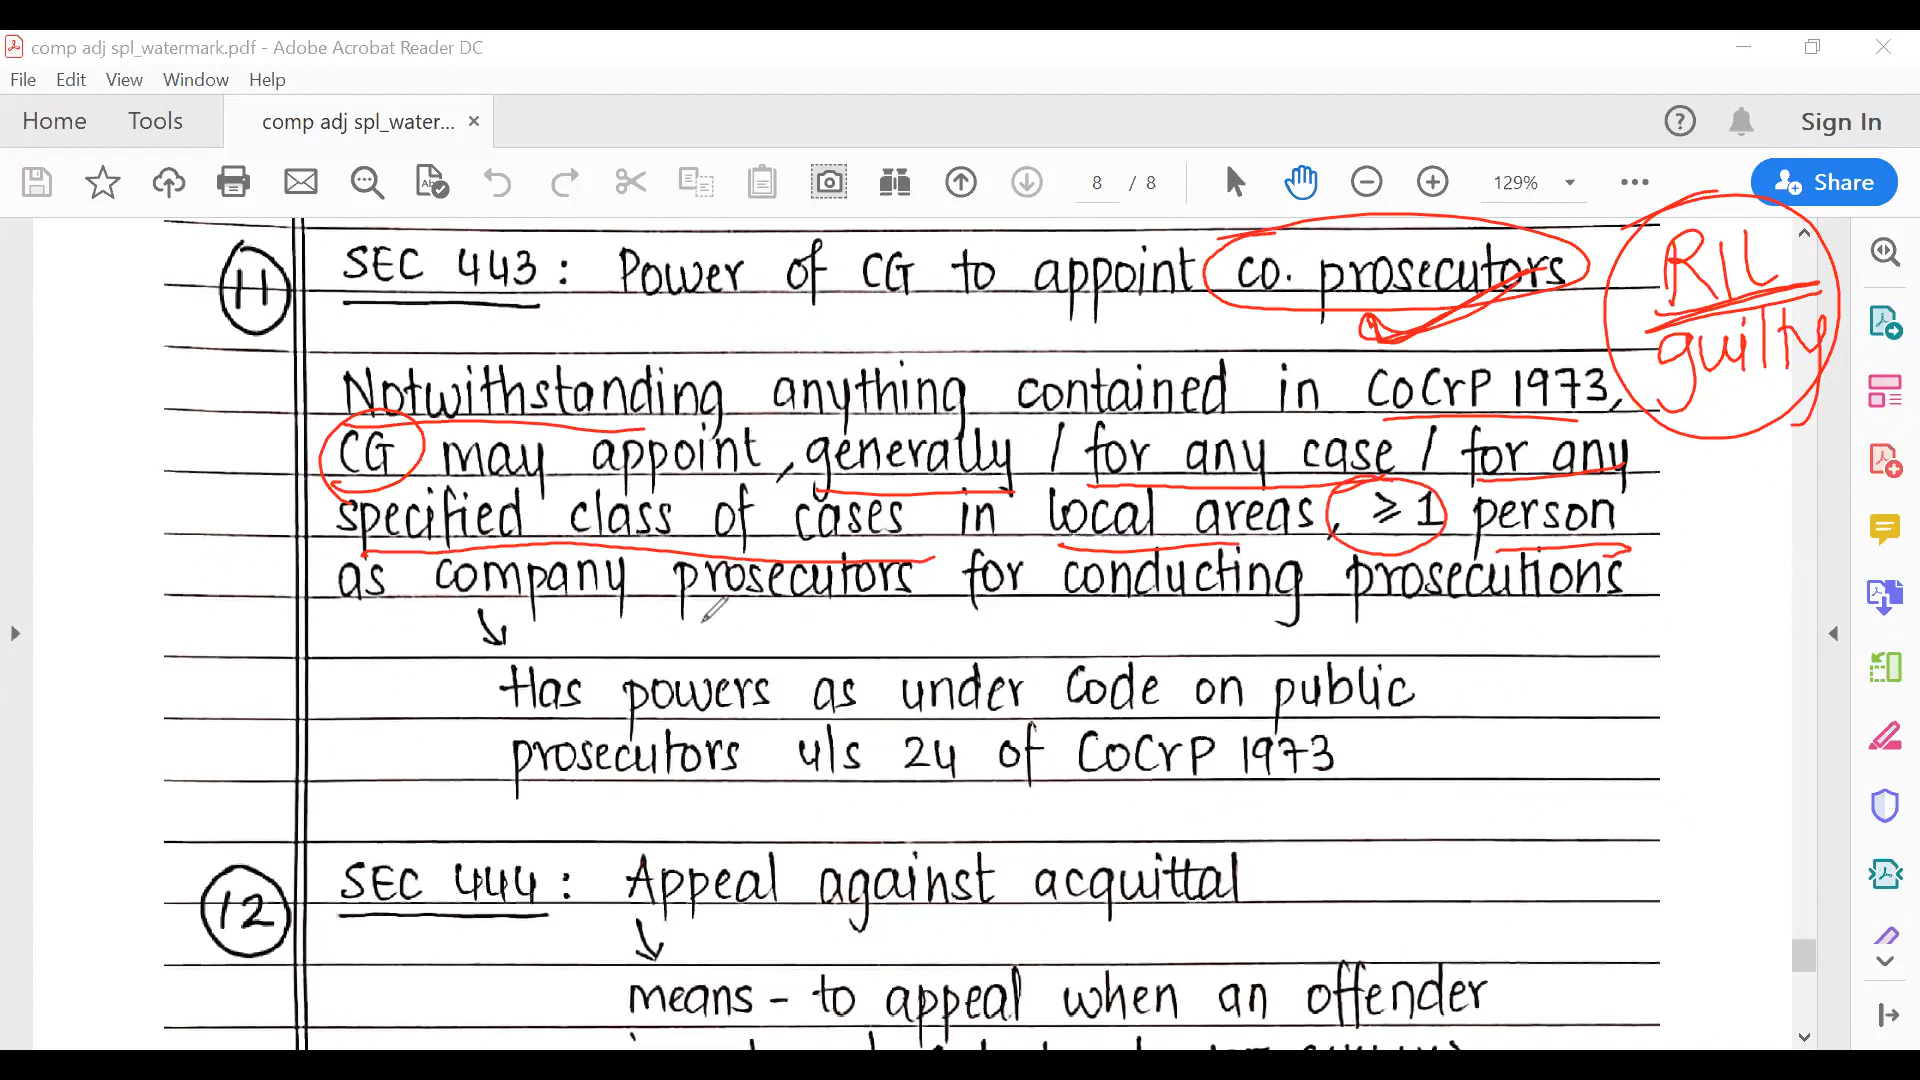 comp adj spl_watermark.pdf - Adobe Acrobat Reader DC
File Edit View Window Help
Home Tools comp adj spl_water... × Sign In
8 / 8 129% Share
11 SEC 443 : Power of CG to appoint co. prosecutors
RIL
guilty
Notwithstanding anything contained in CoCrP 1973,
CG may appoint, generally / for any case / for any
specified class of cases in local areas, ⩾ 1 person
as company prosecutors for conducting prosecutions
↘
Has powers as under Code on public
prosecutors u/s 24 of CoCrP 1973
12 SEC 444 : Appeal against acquittal
↘
means - to appeal when an offender